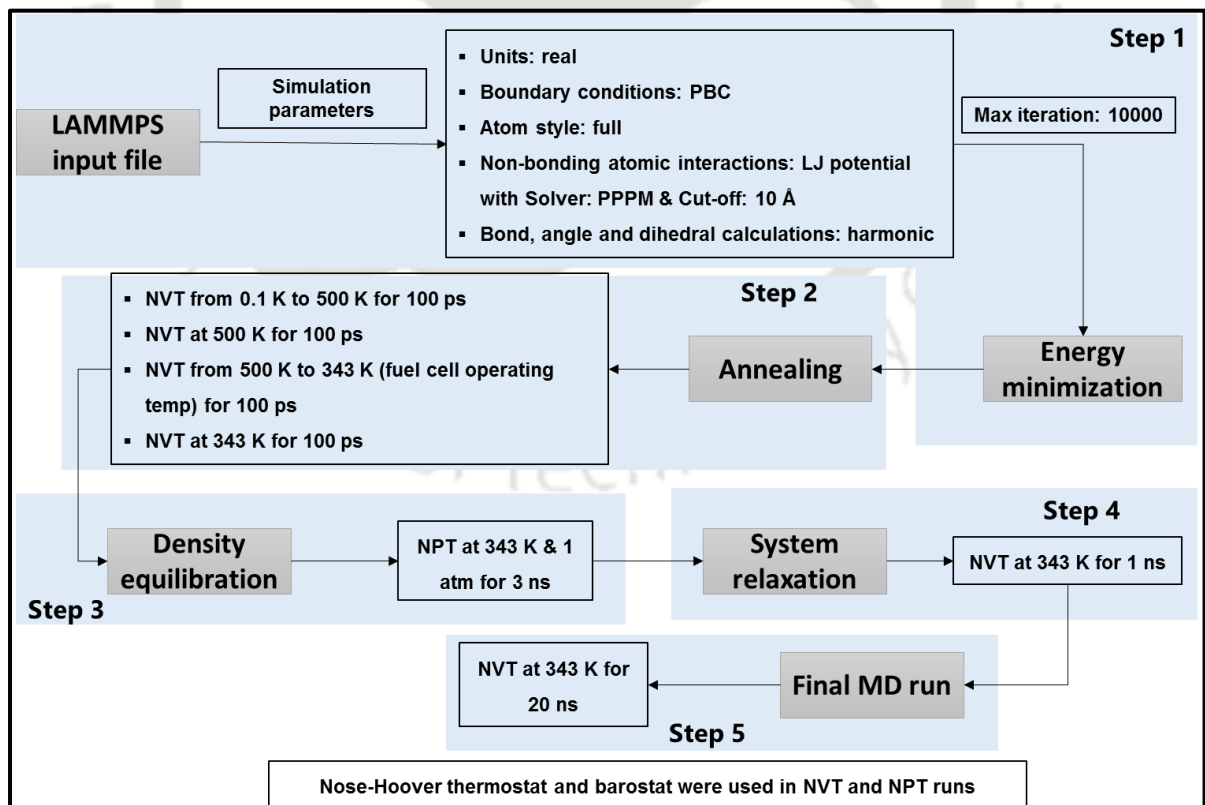 Step 1
LAMMPS
input file
Simulation
parameters
▪ Units: real
▪ Boundary conditions: PBC
▪ Atom style: full
▪ Non-bonding atomic interactions: LJ potential
with Solver: PPPM & Cut-off: 10 Å
▪ Bond, angle and dihedral calculations: harmonic
Max iteration: 10000
Energy
minimization
Step 2
Annealing
▪ NVT from 0.1 K to 500 K for 100 ps
▪ NVT at 500 K for 100 ps
▪ NVT from 500 K to 343 K (fuel cell operating
temp) for 100 ps
▪ NVT at 343 K for 100 ps
Step 3
Density
equilibration
NPT at 343 K & 1
atm for 3 ns
Step 4
System
relaxation
NVT at 343 K for 1 ns
Final MD run
NVT at 343 K for
20 ns
Step 5
Nose-Hoover thermostat and barostat were used in NVT and NPT runs